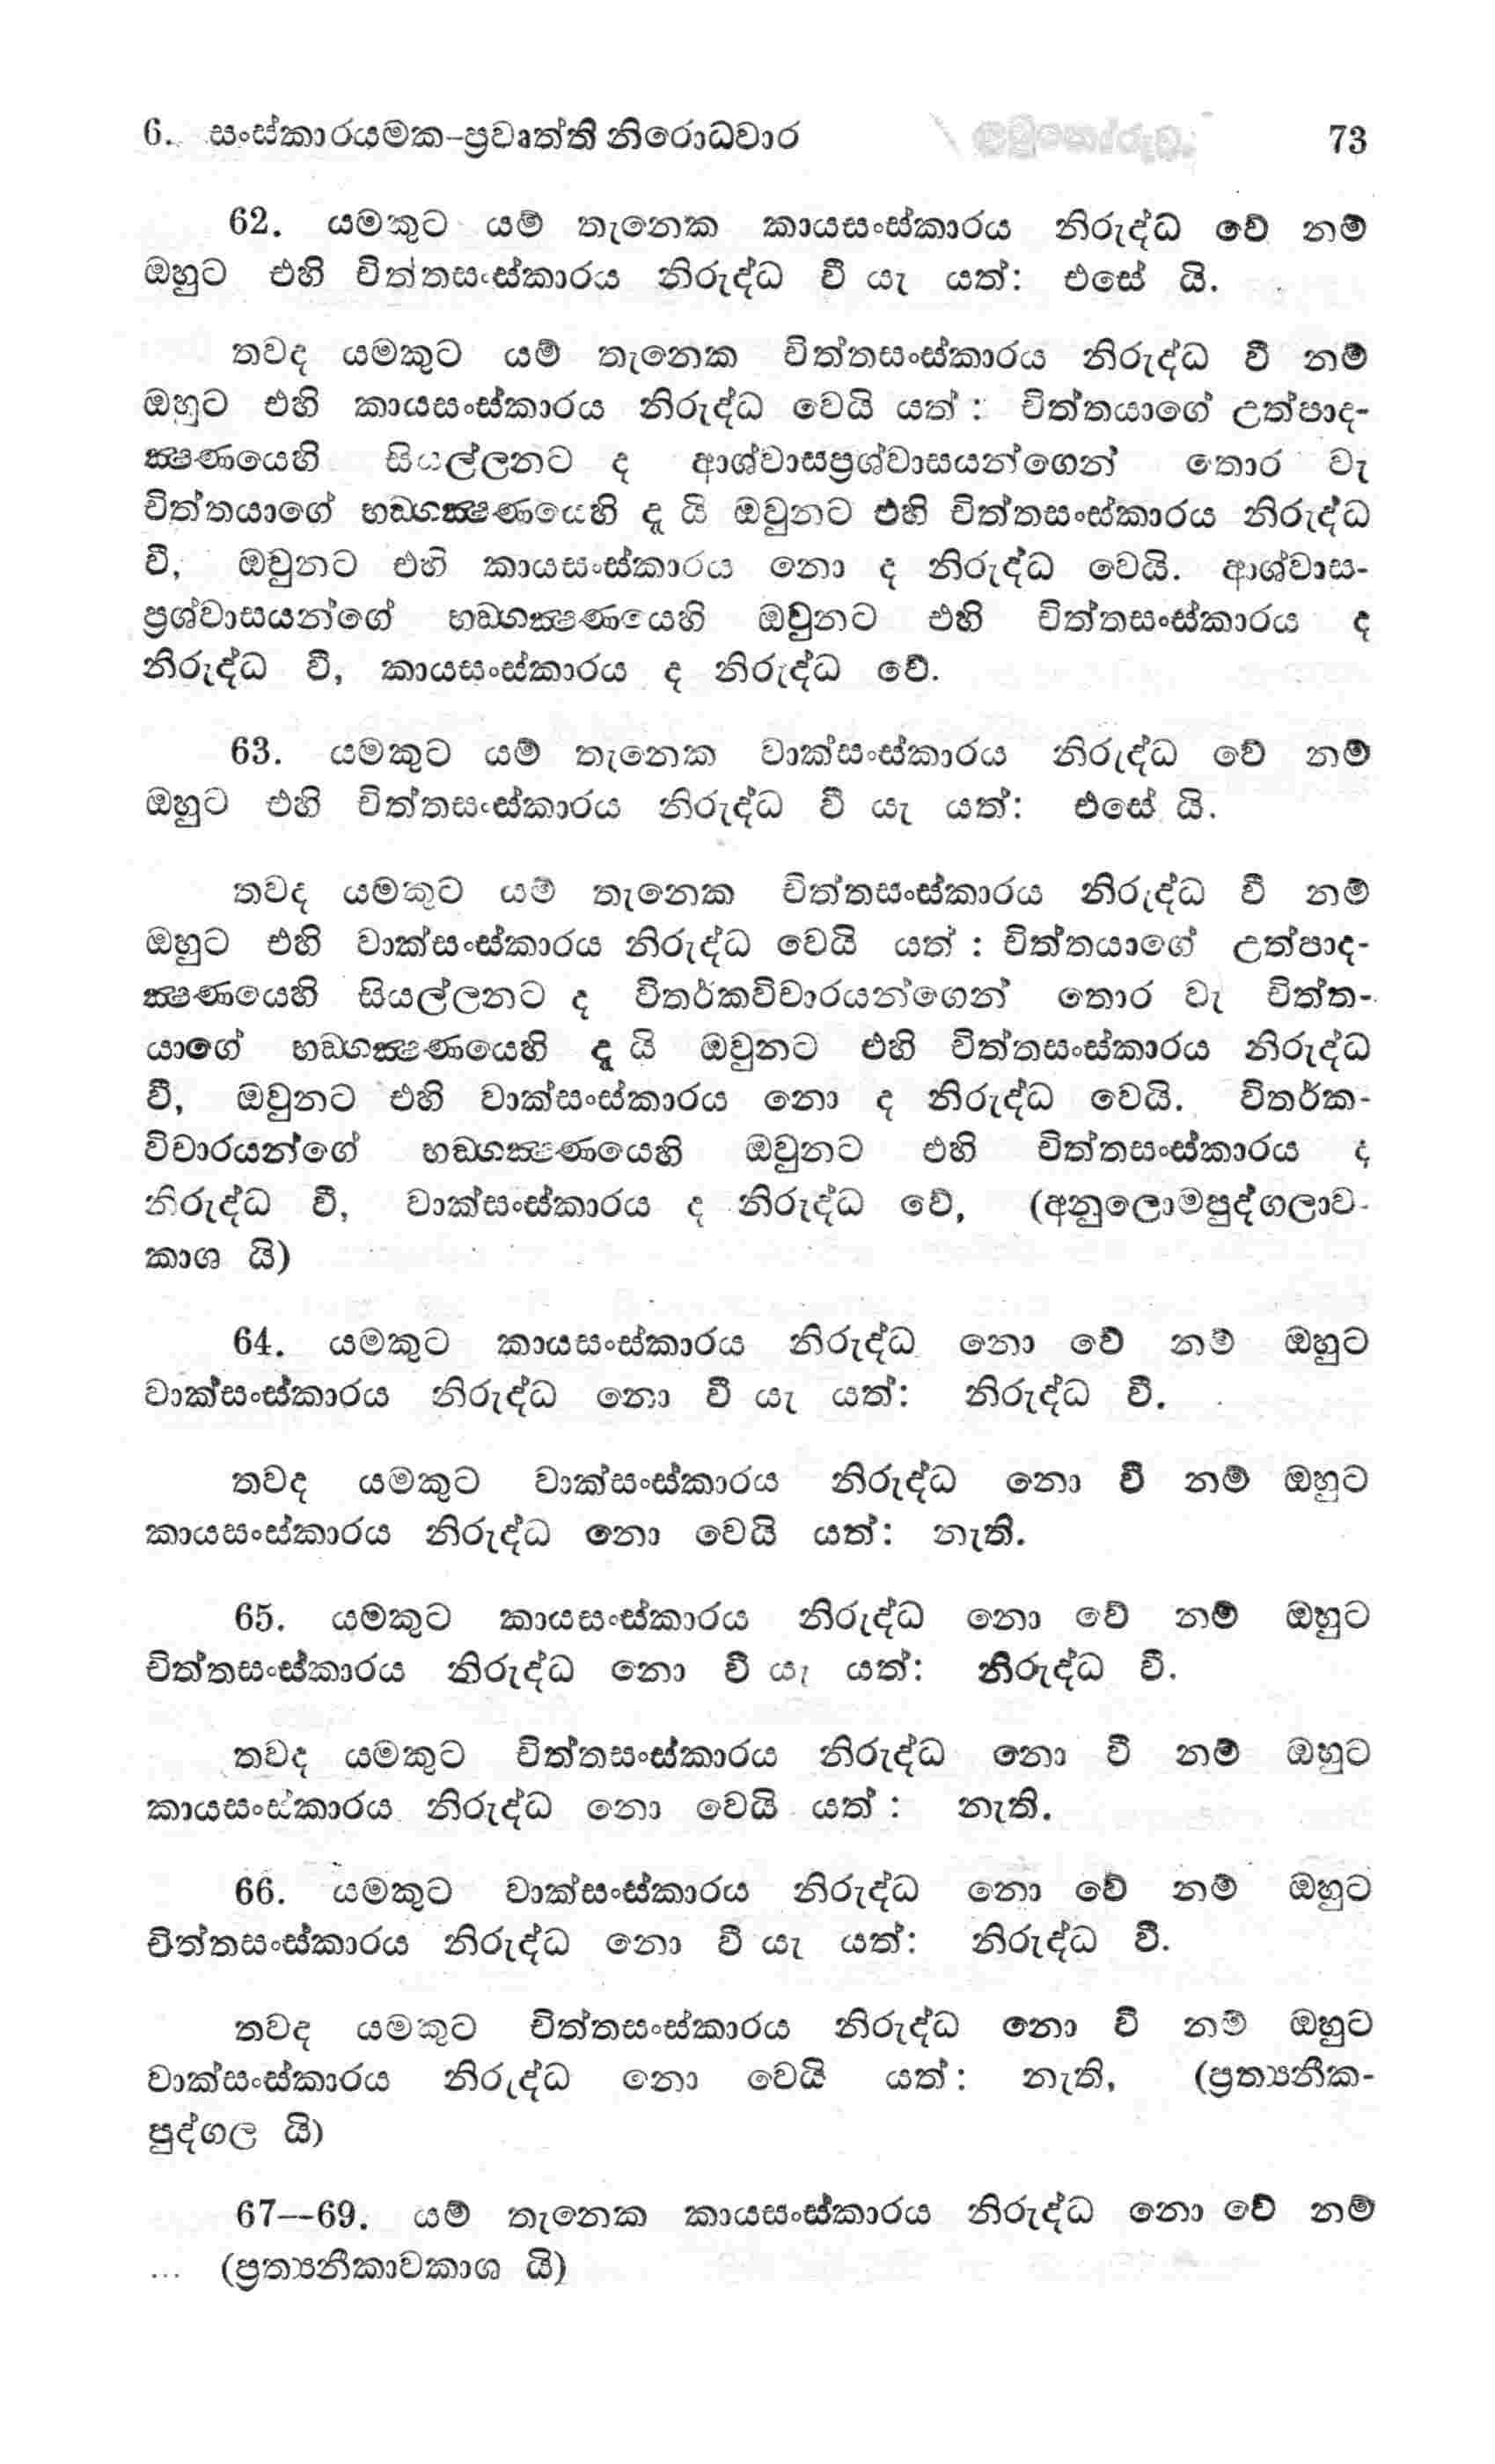 6. සංස්කාරයමක-ප්‍රවෘත්ති නිරොධවාර 73
62. යමකුට යම් තැනෙක කායසංස්කාරය නිරුද්ධ වේ නම්
ඔහුට එහි චිත්තසංස්කාරය නිරුද්ධ වී යැ යත්: එසේ යි.
තවද යමකුට යම් තැනෙක චිත්තසංස්කාරය නිරුද්ධ වී නම්
ඔහුට එහි කායසංස්කාරය නිරුද්ධ වෙයි යත් : චිත්තයාගේ උත්පාද-
ක්‍ෂණයෙහි සියල්ලනට ද ආශ්වාසප්‍රශ්වාසයන්ගෙන් තොර වැ
චිත්තයාගේ භඞ්ගක්‍ෂණයෙහි දූ යි ඔවුනට එහි චිත්තසංස්කාරය නිරුද්ධ
වී, ඔවුනට එහි කායසංස්කාරය නො ද නිරුද්ධ වෙයි. ආශ්වාස-
ප්‍රශ්වාසයන්ගේ භඞ්ගක්‍ෂණයෙහි ඔවුනට එහි චිත්තසංස්කාරය ද
නිරුද්ධ වී, කායසංස්කාරය ද නිරුද්ධ වේ.
63. යමකුට යම් තැනෙක වාක්සංස්කාරය නිරුද්ධ වේ නම්
ඔහුට එහි චිත්තසංස්කාරය නිරුද්ධ වී යැ යත්: එසේ යි.
තවද යමකුට යම් තැනෙක චිත්තසංස්කාරය නිරුද්ධ වී නම්
ඔහුට එහි වාක්සංස්කාරය නිරුද්ධ වෙයි යත් : චිත්තයාගේ උත්පාද-
ක්‍ෂණයෙහි සියල්ලනට ද විතර්කවිචාරයන්ගෙන් තොර වැ චිත්ත-
යාගේ භඞ්ගක්‍ෂණයෙහි දූ යි ඔවුනට එහි චිත්තසංස්කාරය නිරුද්ධ
වී, ඔවුනට එහි වාක්සංස්කාරය නො ද නිරුද්ධ වෙයි. විතර්ක-
විචාරයන්ගේ භඞ්ගක්‍ෂණයෙහි ඔවුනට එහි චිත්තසංස්කාරය ද
නිරුද්ධ වී, වාක්සංස්කාරය ද නිරුද්ධ වේ, (අනුලොමපුද්ගලාව-
කාශ යි)
64. යමකුට කායසංස්කාරය නිරුද්ධ නො වේ නම් ඔහුට
වාක්සංස්කාරය නිරුද්ධ නො වී යැ යත්: නිරුද්ධ වී.
තවද යමකුට වාක්සංස්කාරය නිරුද්ධ නො වී නම් ඔහුට
කායසංස්කාරය නිරුද්ධ නො වෙයි යත්: නැති.
65. යමකුට කායසංස්කාරය නිරුද්ධ නො වේ නම් ඔහුට
චිත්තසංස්කාරය නිරුද්ධ නො වී යැ යත්: නිරුද්ධ වී.
තවද යමකුට චිත්තසංස්කාරය නිරුද්ධ නො වී නම් ඔහුට
කායසංස්කාරය නිරුද්ධ නො වෙයි යත් : නැති.
66. යමකුට වාක්සංස්කාරය නිරුද්ධ නො වේ නම් ඔහුට
චිත්තසංස්කාරය නිරුද්ධ නො වී යැ යත්: නිරුද්ධ වී.
තවද යමකුට චිත්තසංස්කාරය නිරුද්ධ නො වී නම් ඔහුට
වාක්සංස්කාරය නිරුද්ධ නො වෙයි යත් : නැති, (ප්‍රත්‍යනීක-
පුද්ගල යි)
67—69. යම් තැනෙක කායසංස්කාරය නිරුද්ධ නො වේ නම්
... (ප්‍රත්‍යනීකාවකාශ යි)